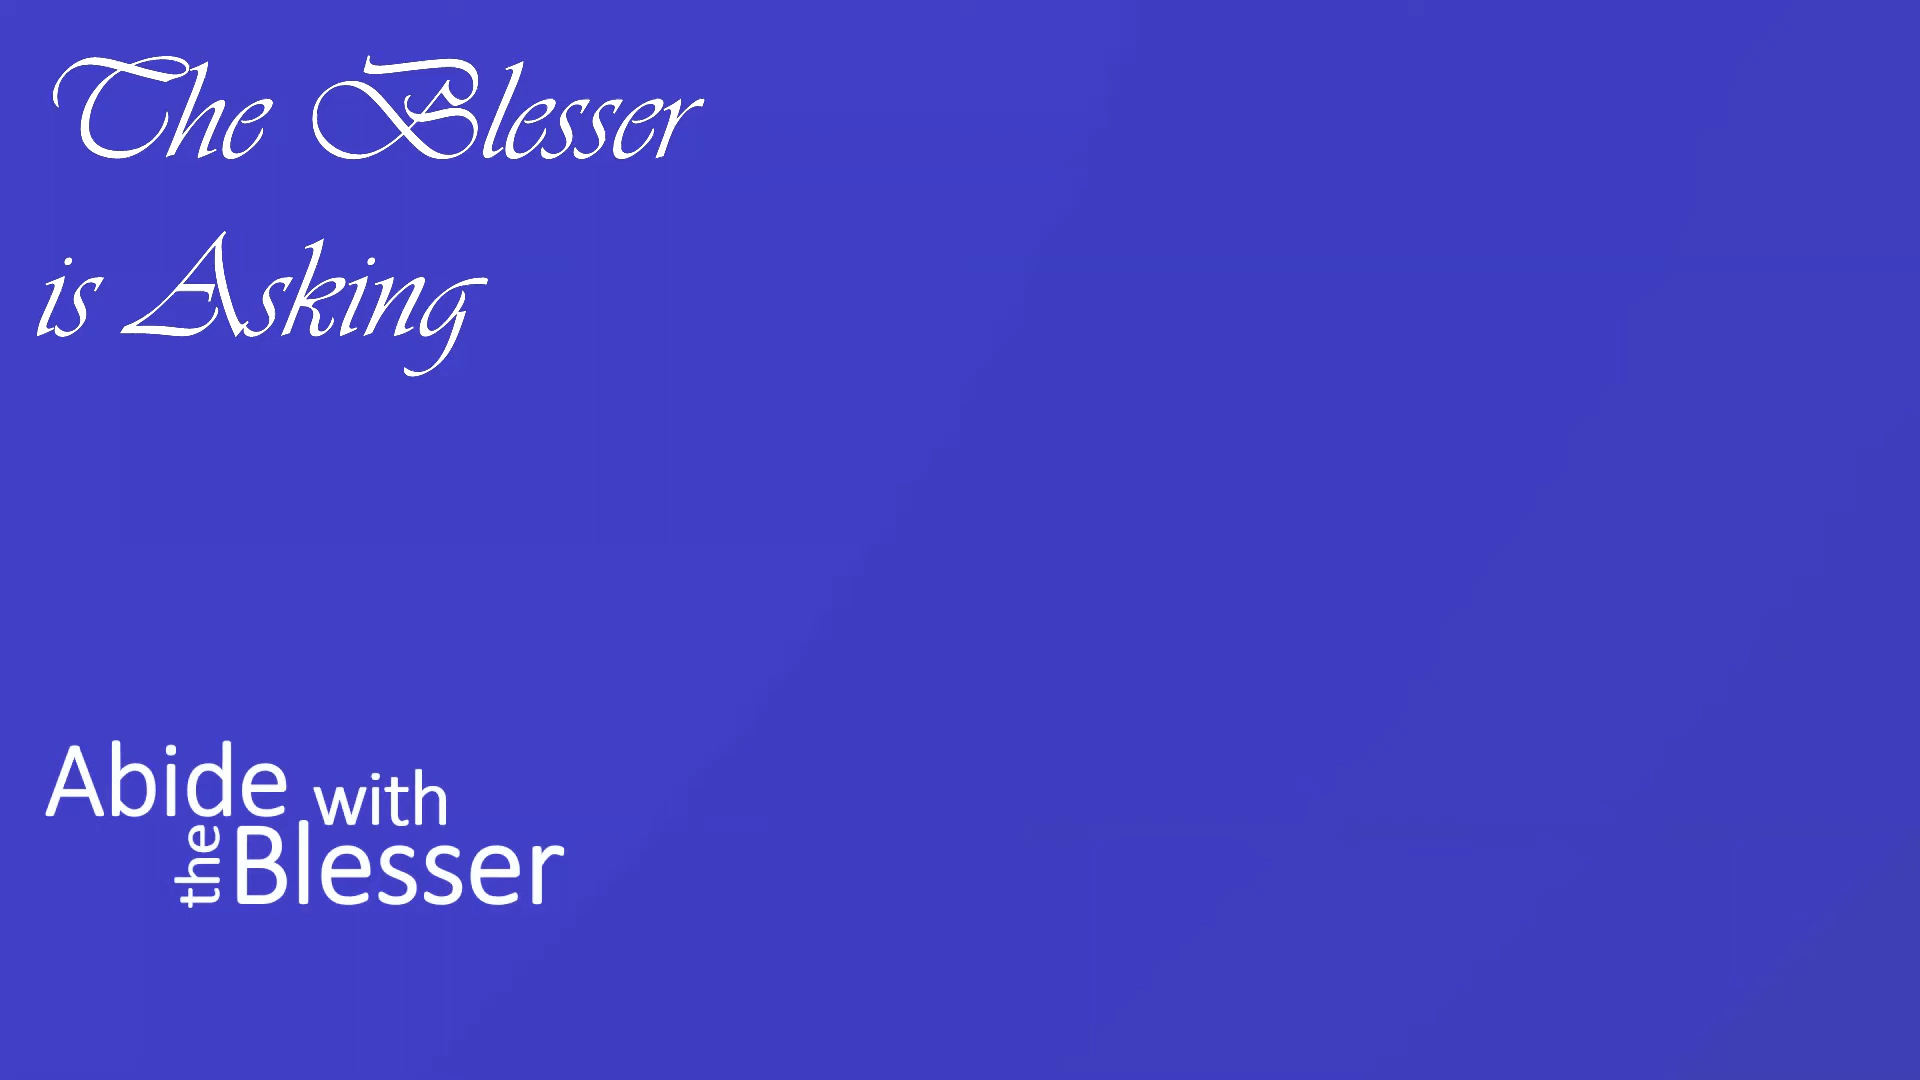 The Blesser
is Asking
Abide with
the Blesser